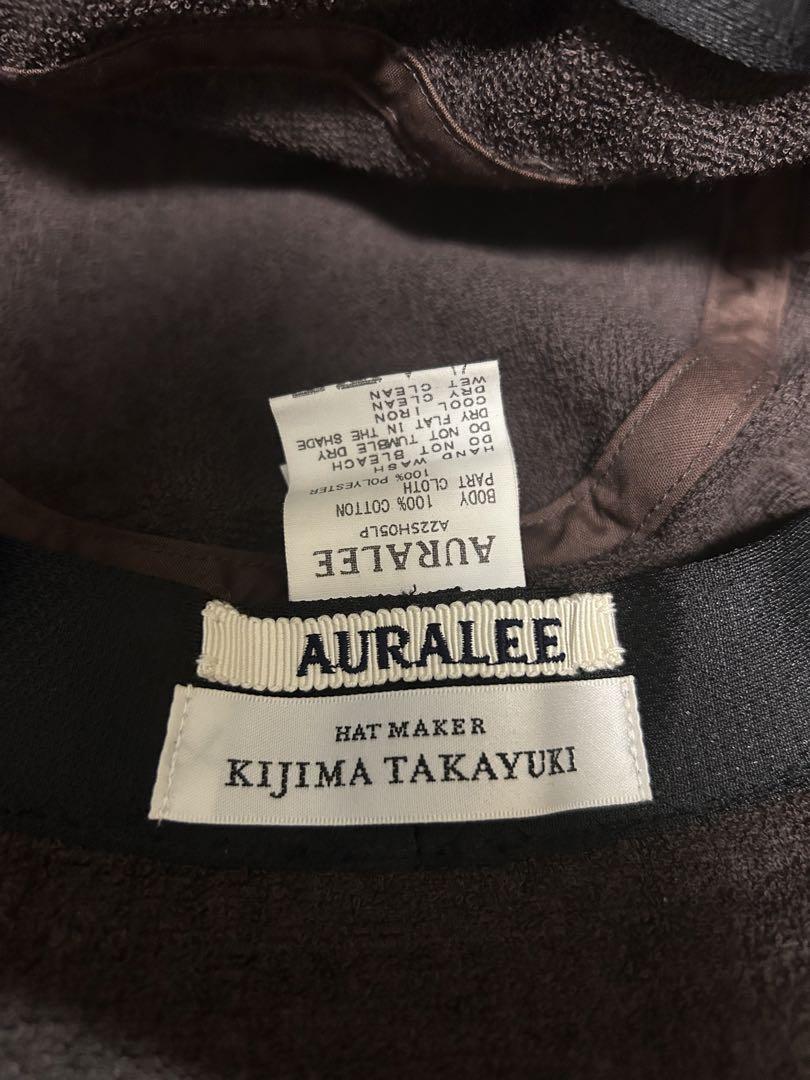 AURALEE
HAT MAKER
KIJIMA TAKAYUKI
AURALEE
A22SH05LP
BODY 100% COTTON
PART CLOTH
100% POLYESTER
HAND WASH
DO NOT BLEACH
DO NOT TUMBLE DRY
DRY FLAT IN THE SHADE
COOL IRON
DRY CLEAN
WET CLEAN